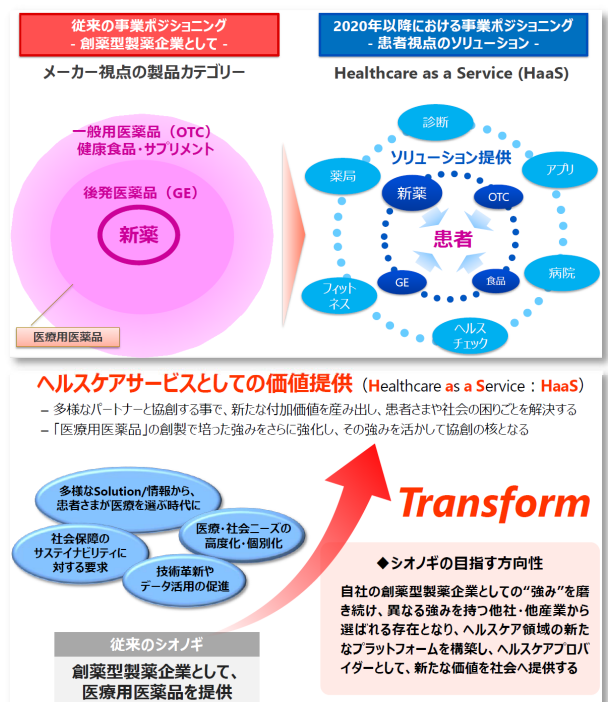 従来の事業ポジショニング
- 創薬型製薬企業として -
メーカー視点の製品カテゴリー
一般用医薬品（OTC）
健康食品・サプリメント
後発医薬品（GE）
新薬
医療用医薬品
2020年以降における事業ポジショニング
- 患者視点のソリューション -
Healthcare as a Service (HaaS)
診断
ソリューション提供
薬局
アプリ
新薬
OTC
患者
GE
食品
病院
フィット
ネス
ヘルス
チェック
ヘルスケアサービスとしての価値提供（Healthcare as a Service：HaaS）
– 多様なパートナーと協創する事で、新たな付加価値を産み出し、患者さまや社会の困りごとを解決する
–「医療用医薬品」の創製で培った強みをさらに強化し、その強みを活かして協創の核となる
多様なSolution/情報から、
患者さまが医療を選ぶ時代に
医療・社会ニーズの
高度化・個別化
社会保障の
サステイナビリティに
対する要求
技術革新や
データ活用の促進
Transform
従来のシオノギ
創薬型製薬企業として、
医療用医薬品を提供
◆シオノギの目指す方向性
自社の創薬型製薬企業としての“強み”を磨
き続け、異なる強みを持つ他社・他産業から
選ばれる存在となり、ヘルスケア領域の新た
なプラットフォームを構築し、ヘルスケアプロバ
イダーとして、新たな価値を社会へ提供する